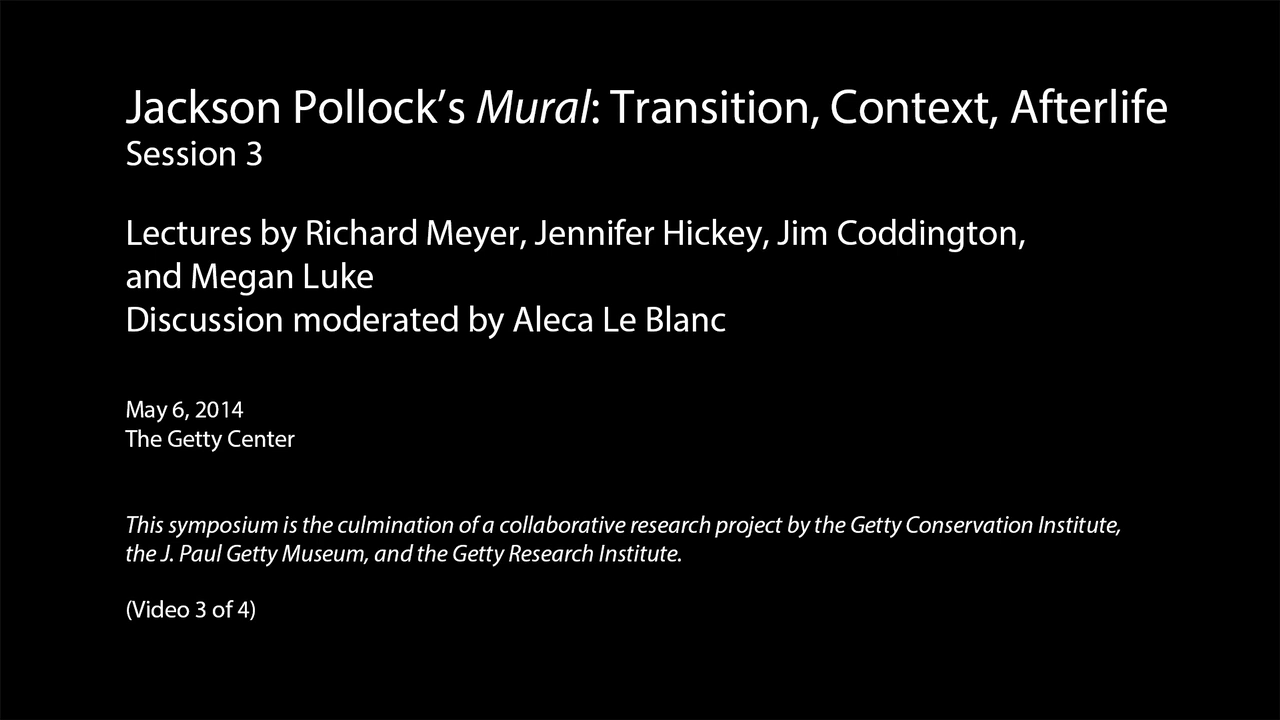 Jackson Pollock’s Mural: Transition, Context, Afterlife
Session 3
Lectures by Richard Meyer, Jennifer Hickey, Jim Coddington,
and Megan Luke
Discussion moderated by Aleca Le Blanc
May 6, 2014
The Getty Center
This symposium is the culmination of a collaborative research project by the Getty Conservation Institute,
the J. Paul Getty Museum, and the Getty Research Institute.
(Video 3 of 4)